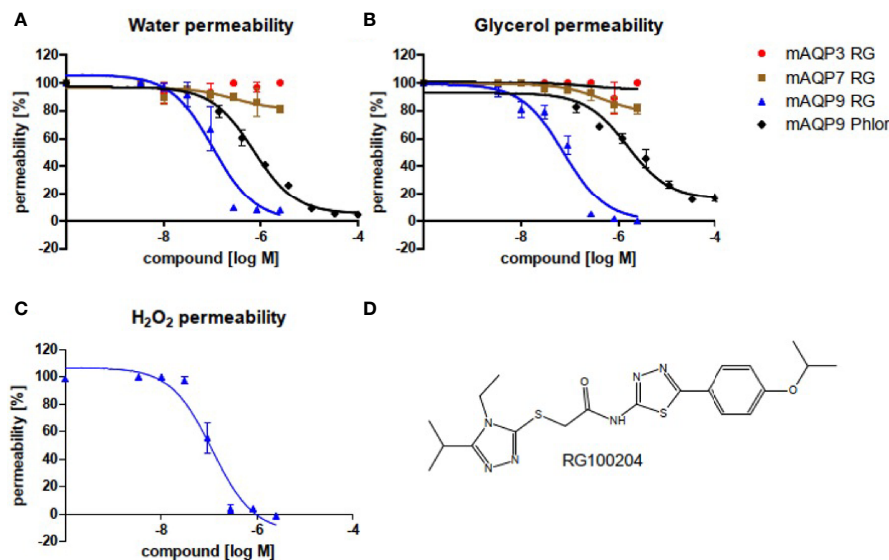 A
Water permeability
permeability [%]
120
100
80
60
40
20
0
20
-8
-6
-4
compound [log M]
B
Glycerol permeability
permeability [%]
120
100
80
60
40
20
0
20
-8
-6
-4
compound [log M]
mAQP3 RG
mAQP7 RG
mAQP9 RG
mAQP9 Phlor
C
H₂O₂ permeability
permeability [%]
120
100
80
60
40
20
0
-20
-8
-6
-4
compound [log M]
D
N
N
N
S
O
NH
N
N
S
O
RG100204